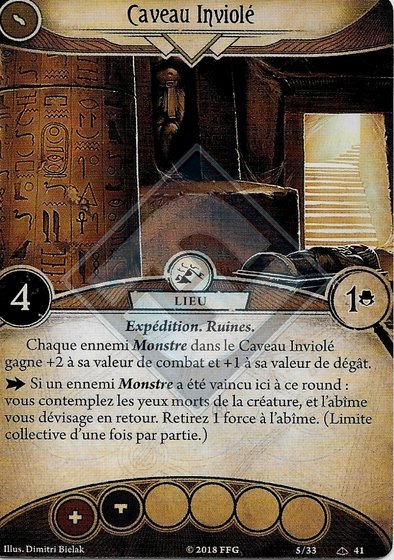 Caveau Inviolé
4
LIEU
1
Expédition. Ruines.
Chaque ennemi Monstre dans le Caveau Inviolé
gagne +2 à sa valeur de combat et +1 à sa valeur de dégât.
Si un ennemi Monstre a été vaincu ici à ce round :
vous contemplez les yeux morts de la créature, et l'abîme
vous dévisage en retour. Retirez 1 force à l'abîme. (Limite
collective d'une fois par partie.)
Illus. Dimitri Bielak
© 2018 FFG
5/33
41